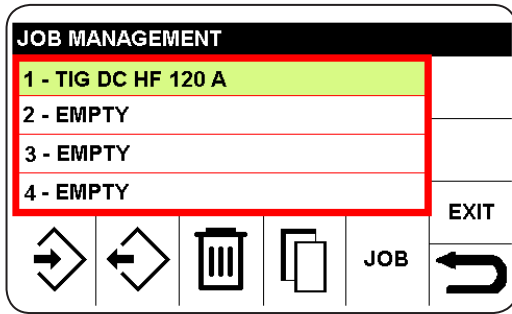 JOB MANAGEMENT
1 - TIG DC HF 120 A
2 - EMPTY
3 - EMPTY
4 - EMPTY
EXIT
JOB